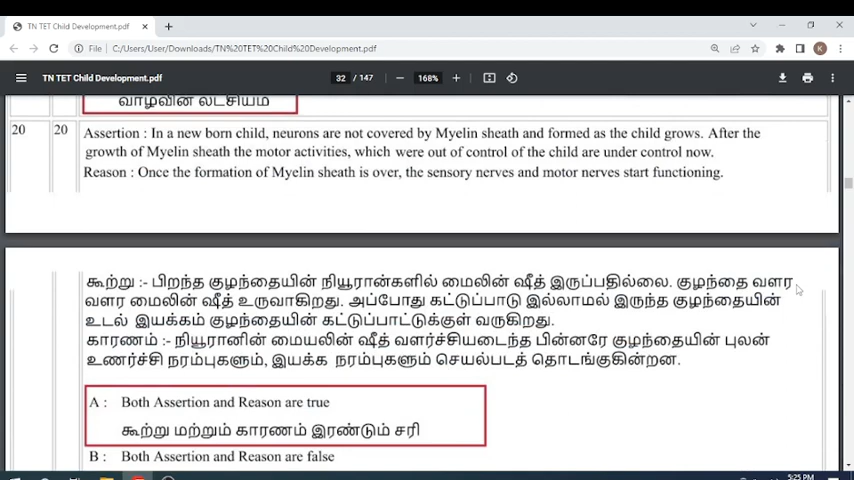 TN TET Child Development.pdf
File
C:/Users/User/Downloads/TN%20TET%20Child%20Development.pdf
K
TN TET Child Development.pdf
32 / 147
168%
வாழ்வின் லட்சியம்
20 20 Assertion : In a new born child, neurons are not covered by Myelin sheath and formed as the child grows. After the
growth of Myelin sheath the motor activities, which were out of control of the child are under control now.
Reason : Once the formation of Myelin sheath is over, the sensory nerves and motor nerves start functioning.
கூற்று :- பிறந்த குழந்தையின் நியூரான்களில் மைலின் ஷீத் இருப்பதில்லை. குழந்தை வளர
வளர மைலின் ஷீத் உருவாகிறது. அப்போது கட்டுப்பாடு இல்லாமல் இருந்த குழந்தையின்
உடல் இயக்கம் குழந்தையின் கட்டுப்பாட்டுக்குள் வருகிறது.
காரணம் :- நியூரானின் மையலின் ஷீத் வளர்ச்சியடைந்த பின்னரே குழந்தையின் புலன்
உணர்ச்சி நரம்புகளும், இயக்க நரம்புகளும் செயல்படத் தொடங்குகின்றன.
A : Both Assertion and Reason are true
கூற்று மற்றும் காரணம் இரண்டும் சரி
B : Both Assertion and Reason are false
5:25 PM